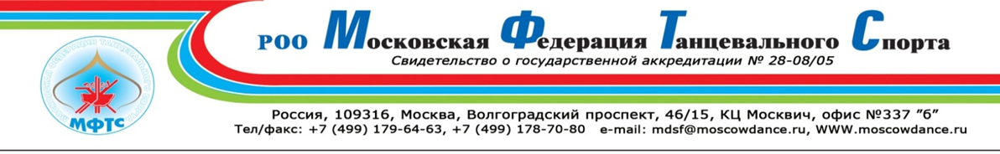 РОО Московская Федерация Танцевального Спорта
Свидетельство о государственной аккредитации № 28-08/05
МФТС
Россия, 109316, Москва, Волгоградский проспект, 46/15, КЦ Москвич, офис №337 ”б”
Тел/факс: +7 (499) 179-64-63, +7 (499) 178-70-80 e-mail: mdsf@moscowdance.ru, WWW.moscowdance.ru